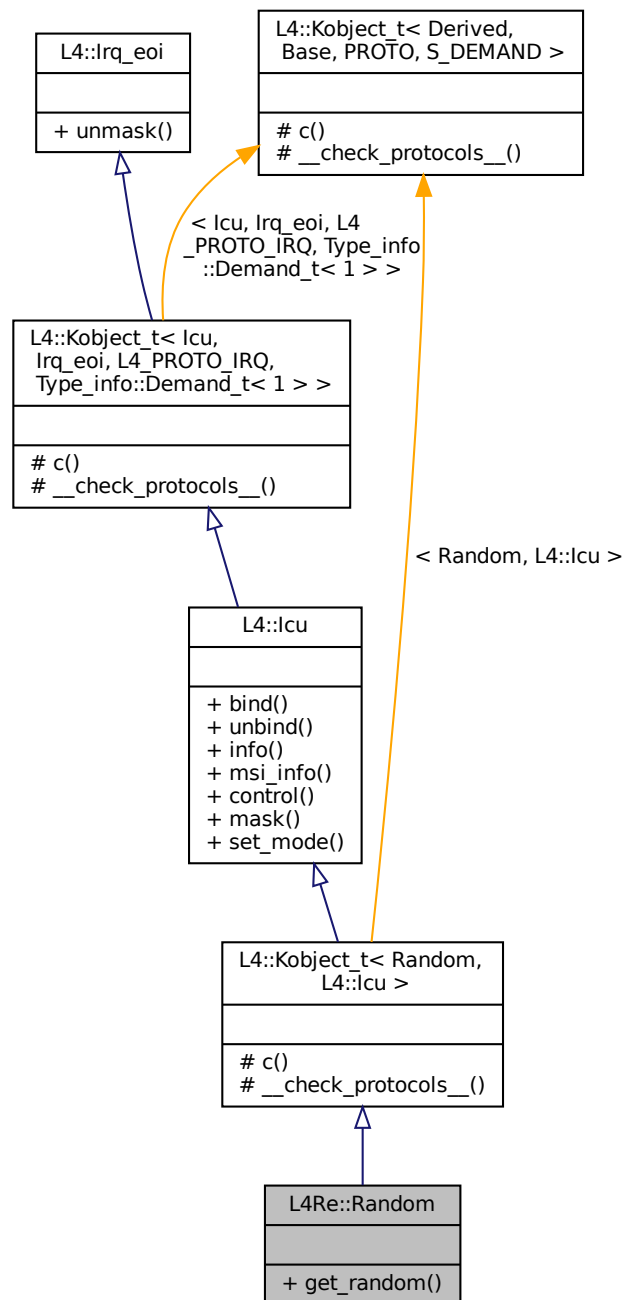 L4::Irq_eoi
+ unmask()
L4::Kobject_t< Derived,
Base, PROTO, S_DEMAND >
# c()
# __check_protocols__()
< Icu, Irq_eoi, L4
_PROTO_IRQ, Type_info
::Demand_t< 1 > >
L4::Kobject_t< Icu,
Irq_eoi, L4_PROTO_IRQ,
Type_info::Demand_t< 1 > >
# c()
# __check_protocols__()
< Random, L4::Icu >
L4::Icu
+ bind()
+ unbind()
+ info()
+ msi_info()
+ control()
+ mask()
+ set_mode()
L4::Kobject_t< Random,
L4::Icu >
# c()
# __check_protocols__()
L4Re::Random
+ get_random()